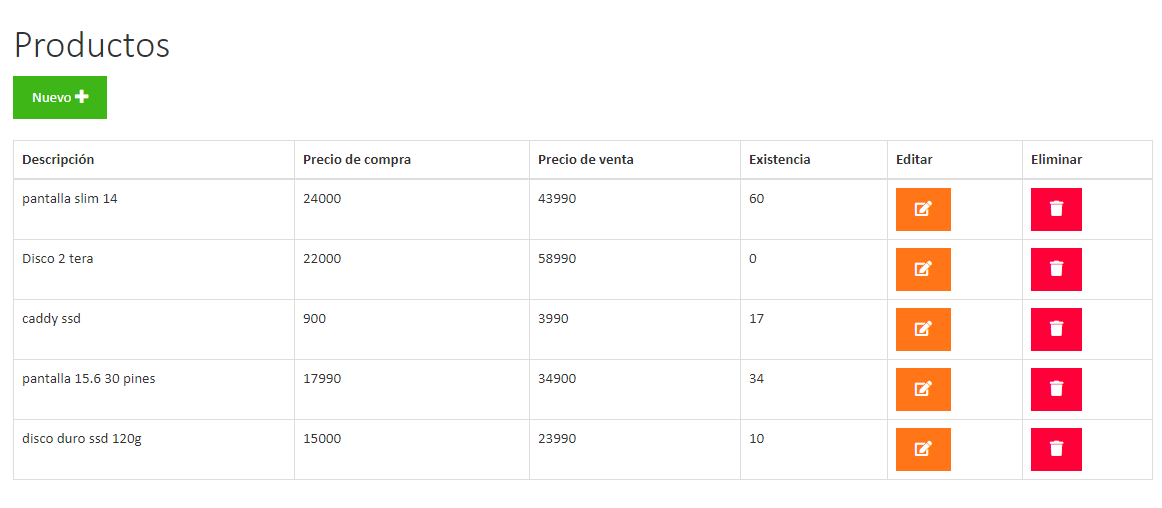 Productos
Nuevo
Descripción Precio de compra Precio de venta Existencia Editar Eliminar
pantalla slim 14 24000 43990 60
Disco 2 tera 22000 58990 0
caddy ssd 900 3990 17
pantalla 15.6 30 pines 17990 34900 34
disco duro ssd 120g 15000 23990 10